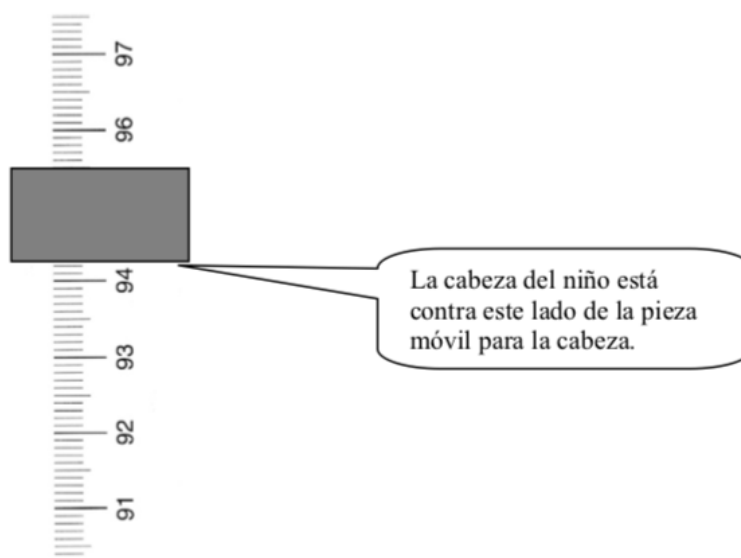 97
96
La cabeza del niño está
contra este lado de la pieza
móvil para la cabeza.
94
93
92
91